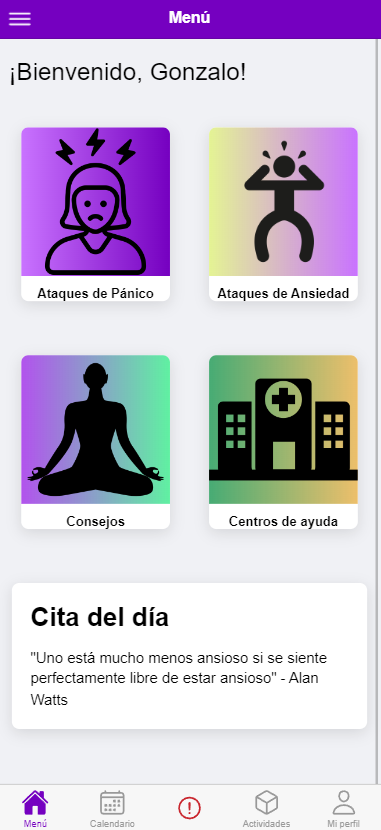 Menú
¡Bienvenido, Gonzalo!
Ataques de Pánico
Ataques de Ansiedad
Consejos
Centros de ayuda
Cita del día
"Uno está mucho menos ansioso si se siente
perfectamente libre de estar ansioso" - Alan
Watts
Menú
Calendario
Actividades
Mi perfil